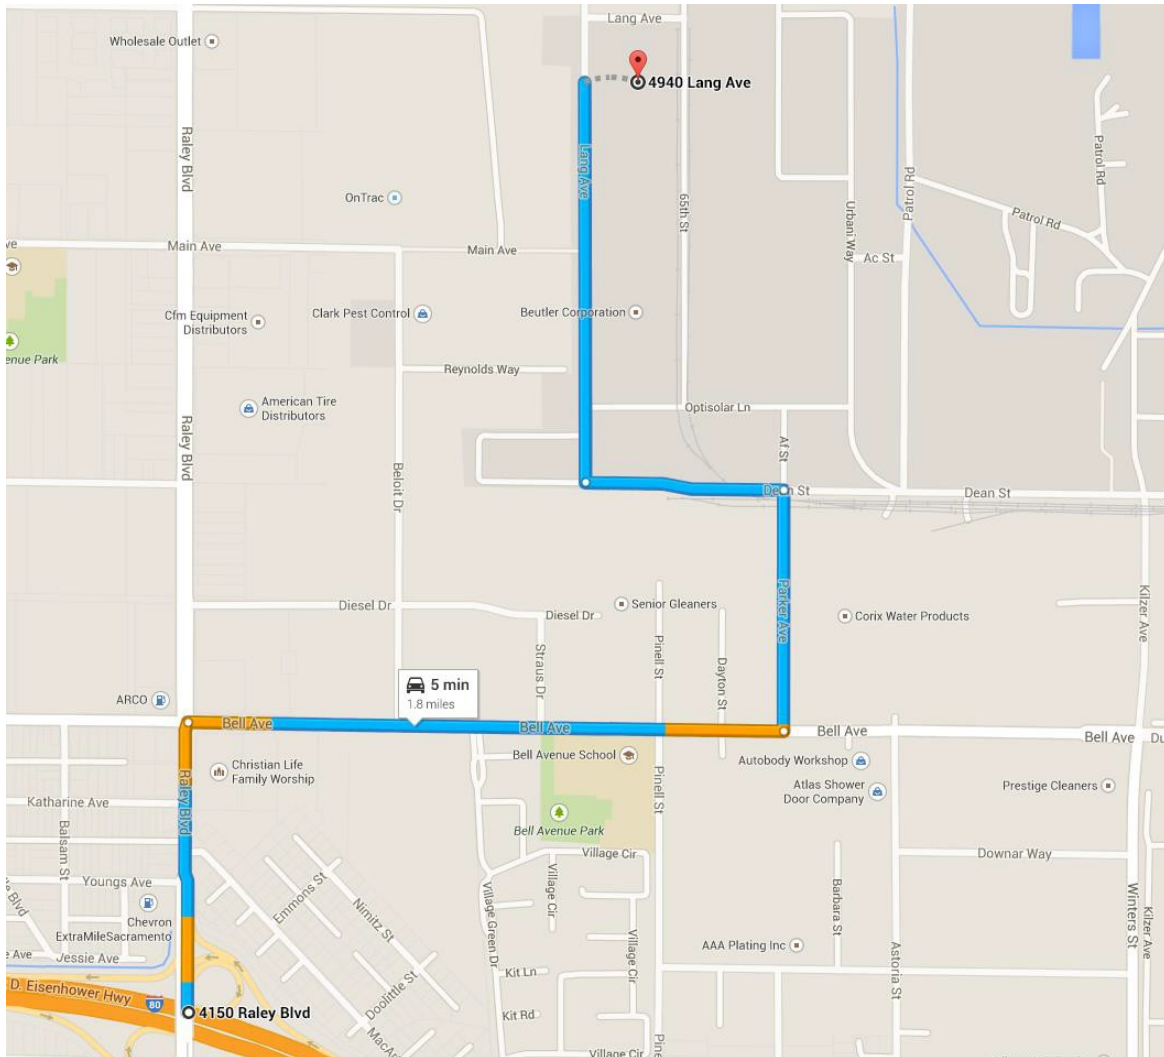 Lang Ave
Wholesale Outlet
4940 Lang Ave
Raley Blvd
Lang Ave
65th St
Patrol Rd
Patrol Rd
OnTrac
Urbani Way
Patrol Rd
Main Ave
Main Ave
Ac St
Cfm Equipment
Distributors
Clark Pest Control
Beutler Corporation
enue Park
Reynolds Way
American Tire
Distributors
Optisolar Ln
Raley Blvd
Af St
Beloit Dr
Dean St
Dean St
Diesel Dr
Diesel Dr
Senior Gleaners
Parker Ave
Corix Water Products
Kilzer Ave
Straus Dr
Pinell St
Dayton St
5 min
1.8 miles
ARCO
Bell Ave
Bell Ave
Bell Ave
Bell Ave
Bell Avenue School
Autobody Workshop
Christian Life
Family Worship
Atlas Shower
Door Company
Prestige Cleaners
Katharine Ave
Raley Blvd
Balsam St
Pinell St
Bell Avenue Park
Village Cir
Downar Way
Youngs Ave
Emmons St
Nimitz St
Village Cir
Barbara St
Winters St
Kilzer Ave
Chevron
ExtraMileSacramento
Village Green Dr
Village Cir
AAA Plating Inc
Astoria St
Jessie Ave
Doolittle St
Kit Ln
D. Eisenhower Hwy
80
4150 Raley Blvd
Kit Rd
Village Cir